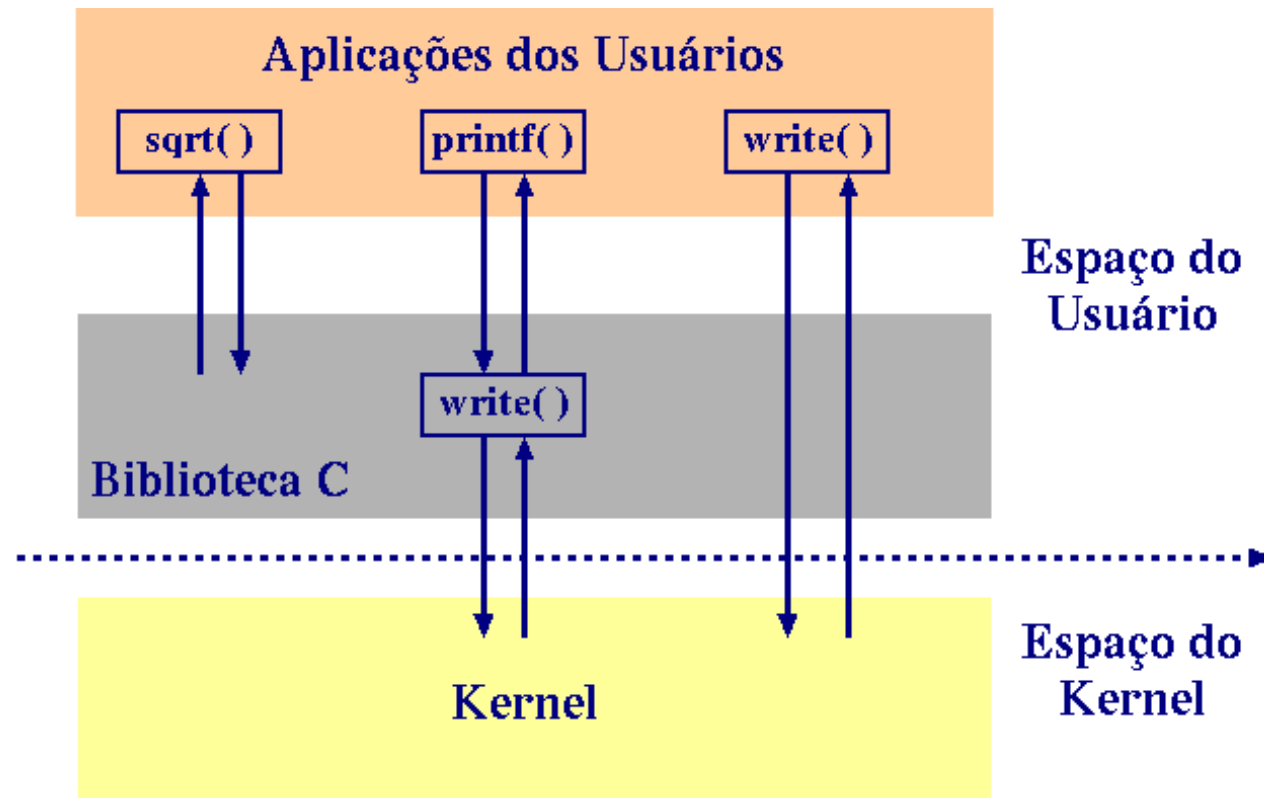 Aplicações dos Usuários
sqrt( )
printf( )
write( )
Espaço do
Usuário
write( )
Biblioteca C
Espaço do
Kernel
Kernel